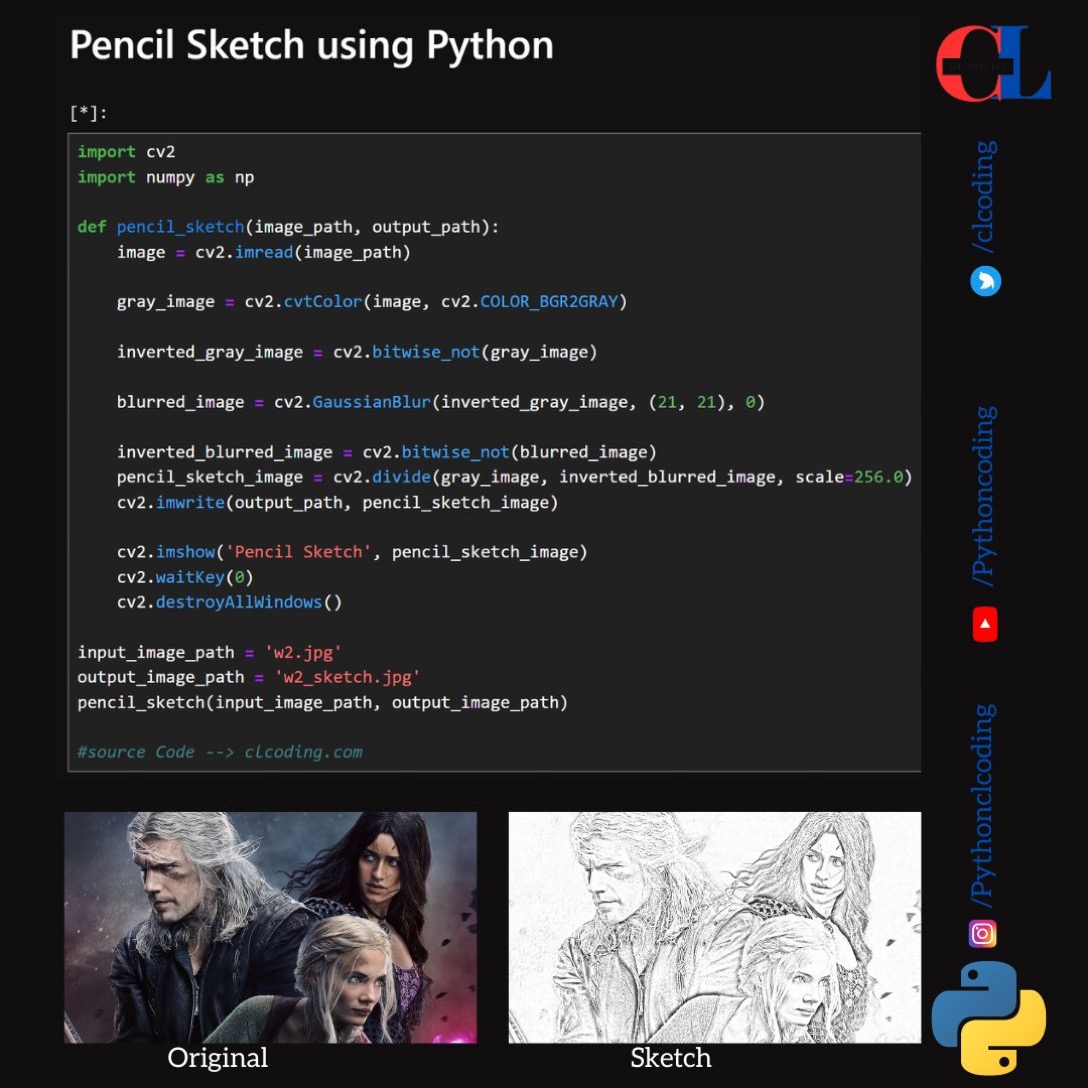 Pencil Sketch using Python
CL
[*]:
import cv2
import numpy as np
def pencil_sketch(image_path, output_path):
    image = cv2.imread(image_path)
    gray_image = cv2.cvtColor(image, cv2.COLOR_BGR2GRAY)
    inverted_gray_image = cv2.bitwise_not(gray_image)
    blurred_image = cv2.GaussianBlur(inverted_gray_image, (21, 21), 0)
    inverted_blurred_image = cv2.bitwise_not(blurred_image)
    pencil_sketch_image = cv2.divide(gray_image, inverted_blurred_image, scale=256.0)
    cv2.imwrite(output_path, pencil_sketch_image)
    cv2.imshow('Pencil Sketch', pencil_sketch_image)
    cv2.waitKey(0)
    cv2.destroyAllWindows()
input_image_path = 'w2.jpg'
output_image_path = 'w2_sketch.jpg'
pencil_sketch(input_image_path, output_image_path)
#source Code --> clcoding.com
/clcoding
/Pythoncoding
/Pythonclcoding
Original
Sketch